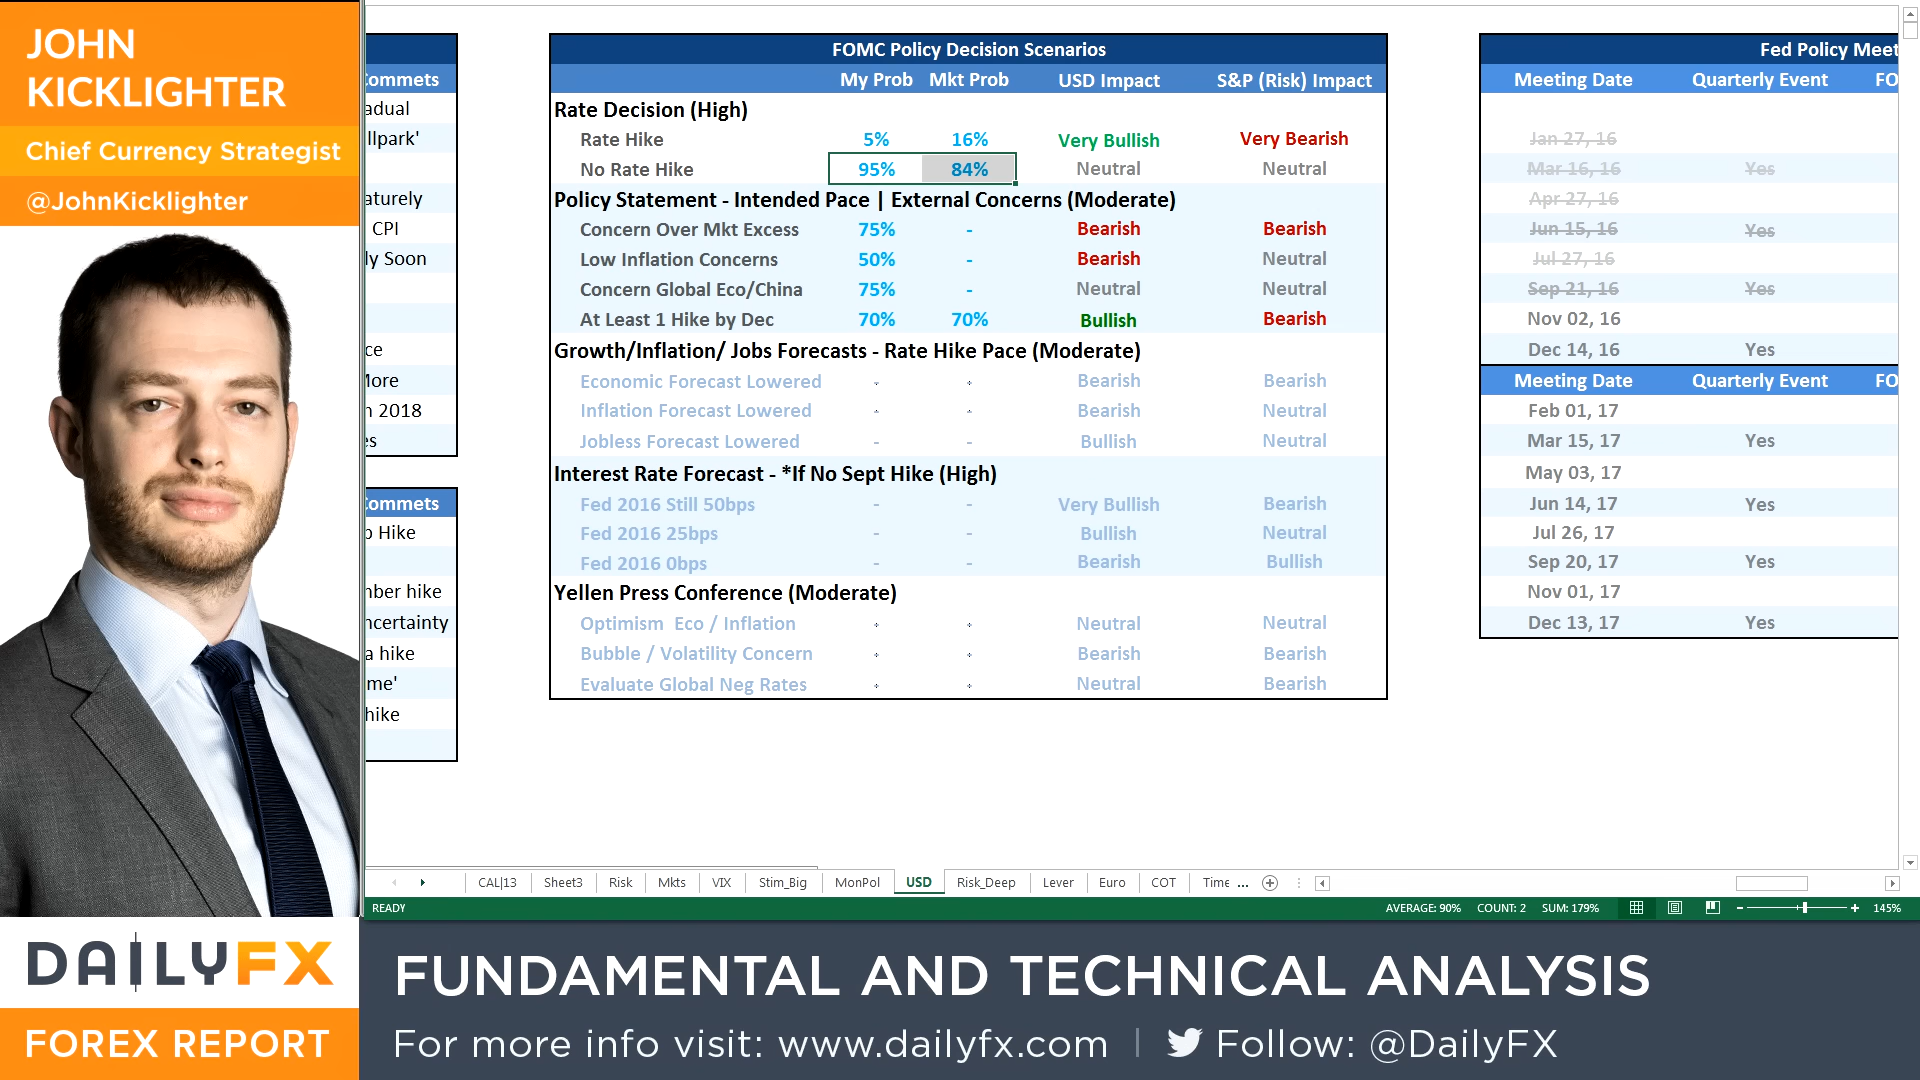 JOHN
KICKLIGHTER
Chief Currency Strategist
@JohnKicklighter
DAILYFX
FOREX REPORT
ommets
adual
llpark'
aturely
CPI
ly Soon
ce
More
n 2018
es
ommets
o Hike
mber hike
ncertainty
a hike
me'
hike
FOMC Policy Decision Scenarios
My Prob Mkt Prob USD Impact S&P (Risk) Impact
Rate Decision (High)
Rate Hike 5% 16% Very Bullish Very Bearish
No Rate Hike 95% 84% Neutral Neutral
Policy Statement - Intended Pace | External Concerns (Moderate)
Concern Over Mkt Excess 75% - Bearish Bearish
Low Inflation Concerns 50% - Bearish Neutral
Concern Global Eco/China 75% - Neutral Neutral
At Least 1 Hike by Dec 70% 70% Bullish Bearish
Growth/Inflation/ Jobs Forecasts - Rate Hike Pace (Moderate)
Economic Forecast Lowered - - Bearish Bearish
Inflation Forecast Lowered - - Bearish Neutral
Jobless Forecast Lowered - - Bullish Neutral
Interest Rate Forecast - *If No Sept Hike (High)
Fed 2016 Still 50bps - - Very Bullish Bearish
Fed 2016 25bps - - Bullish Neutral
Fed 2016 0bps - - Bearish Bullish
Yellen Press Conference (Moderate)
Optimism Eco / Inflation - - Neutral Neutral
Bubble / Volatility Concern - - Bearish Bearish
Evaluate Global Neg Rates - - Neutral Bearish
Fed Policy Meet
Meeting Date Quarterly Event FO
Jan 27, 16
Mar 16, 16 Yes
Apr 27, 16
Jun 15, 16 Yes
Jul 27, 16
Sep 21, 16 Yes
Nov 02, 16
Dec 14, 16 Yes
Meeting Date Quarterly Event FO
Feb 01, 17
Mar 15, 17 Yes
May 03, 17
Jun 14, 17 Yes
Jul 26, 17
Sep 20, 17 Yes
Nov 01, 17
Dec 13, 17 Yes
CAL|13 Sheet3 Risk Mkts VIX Stim_Big MonPol USD Risk_Deep Lever Euro COT Time ...
READY AVERAGE: 90% COUNT: 2 SUM: 179% 145%
FUNDAMENTAL AND TECHNICAL ANALYSIS
For more info visit: www.dailyfx.com | Follow: @DailyFX